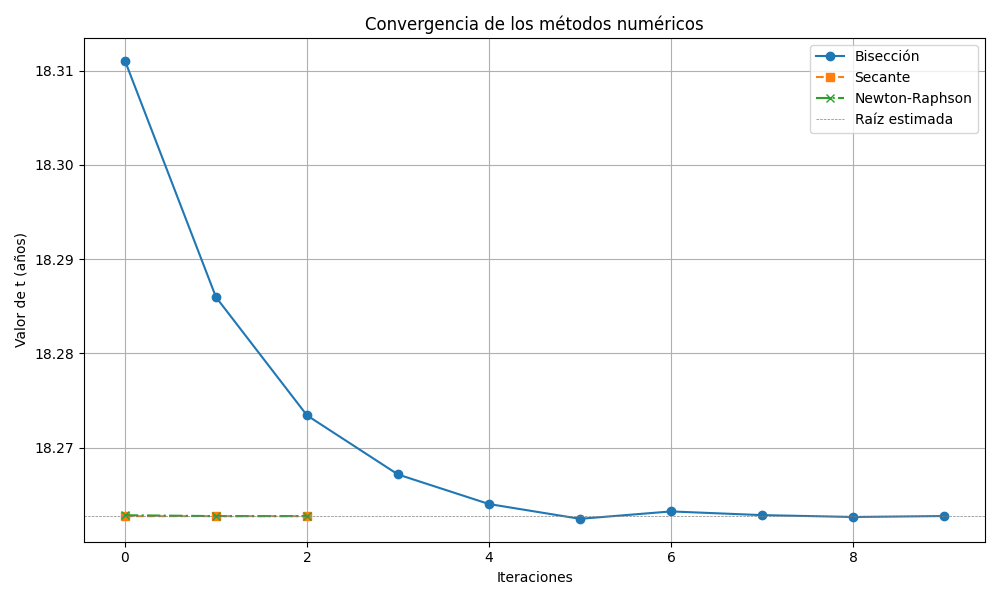 Convergencia de los métodos numéricos
Bisección
Secante
Newton-Raphson
Raíz estimada
Valor de t (años)
18.31
18.30
18.29
18.28
18.27
0
2
4
6
8
Iteraciones